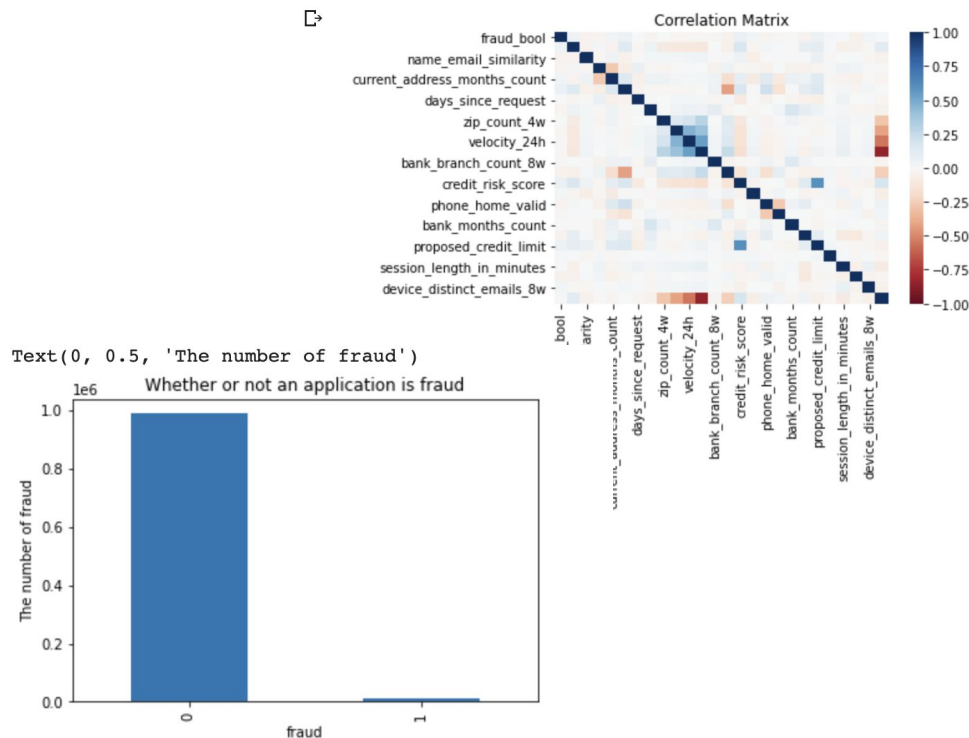 Correlation Matrix
fraud_bool
name_email_similarity
current_address_months_count
days_since_request
zip_count_4w
velocity_24h
bank_branch_count_8w
credit_risk_score
phone_home_valid
bank_months_count
proposed_credit_limit
session_length_in_minutes
device_distinct_emails_8w
1.00
0.75
0.50
0.25
0.00
−0.25
−0.50
−0.75
−1.00
_bool
arity
current_address_months_count
days_since_request
zip_count_4w
velocity_24h
bank_branch_count_8w
credit_risk_score
phone_home_valid
bank_months_count
proposed_credit_limit
session_length_in_minutes
device_distinct_emails_8w
Text(0, 0.5, 'The number of fraud')
Whether or not an application is fraud
1e6
1.0
0.8
0.6
0.4
0.2
0.0
The number of fraud
0
1
fraud